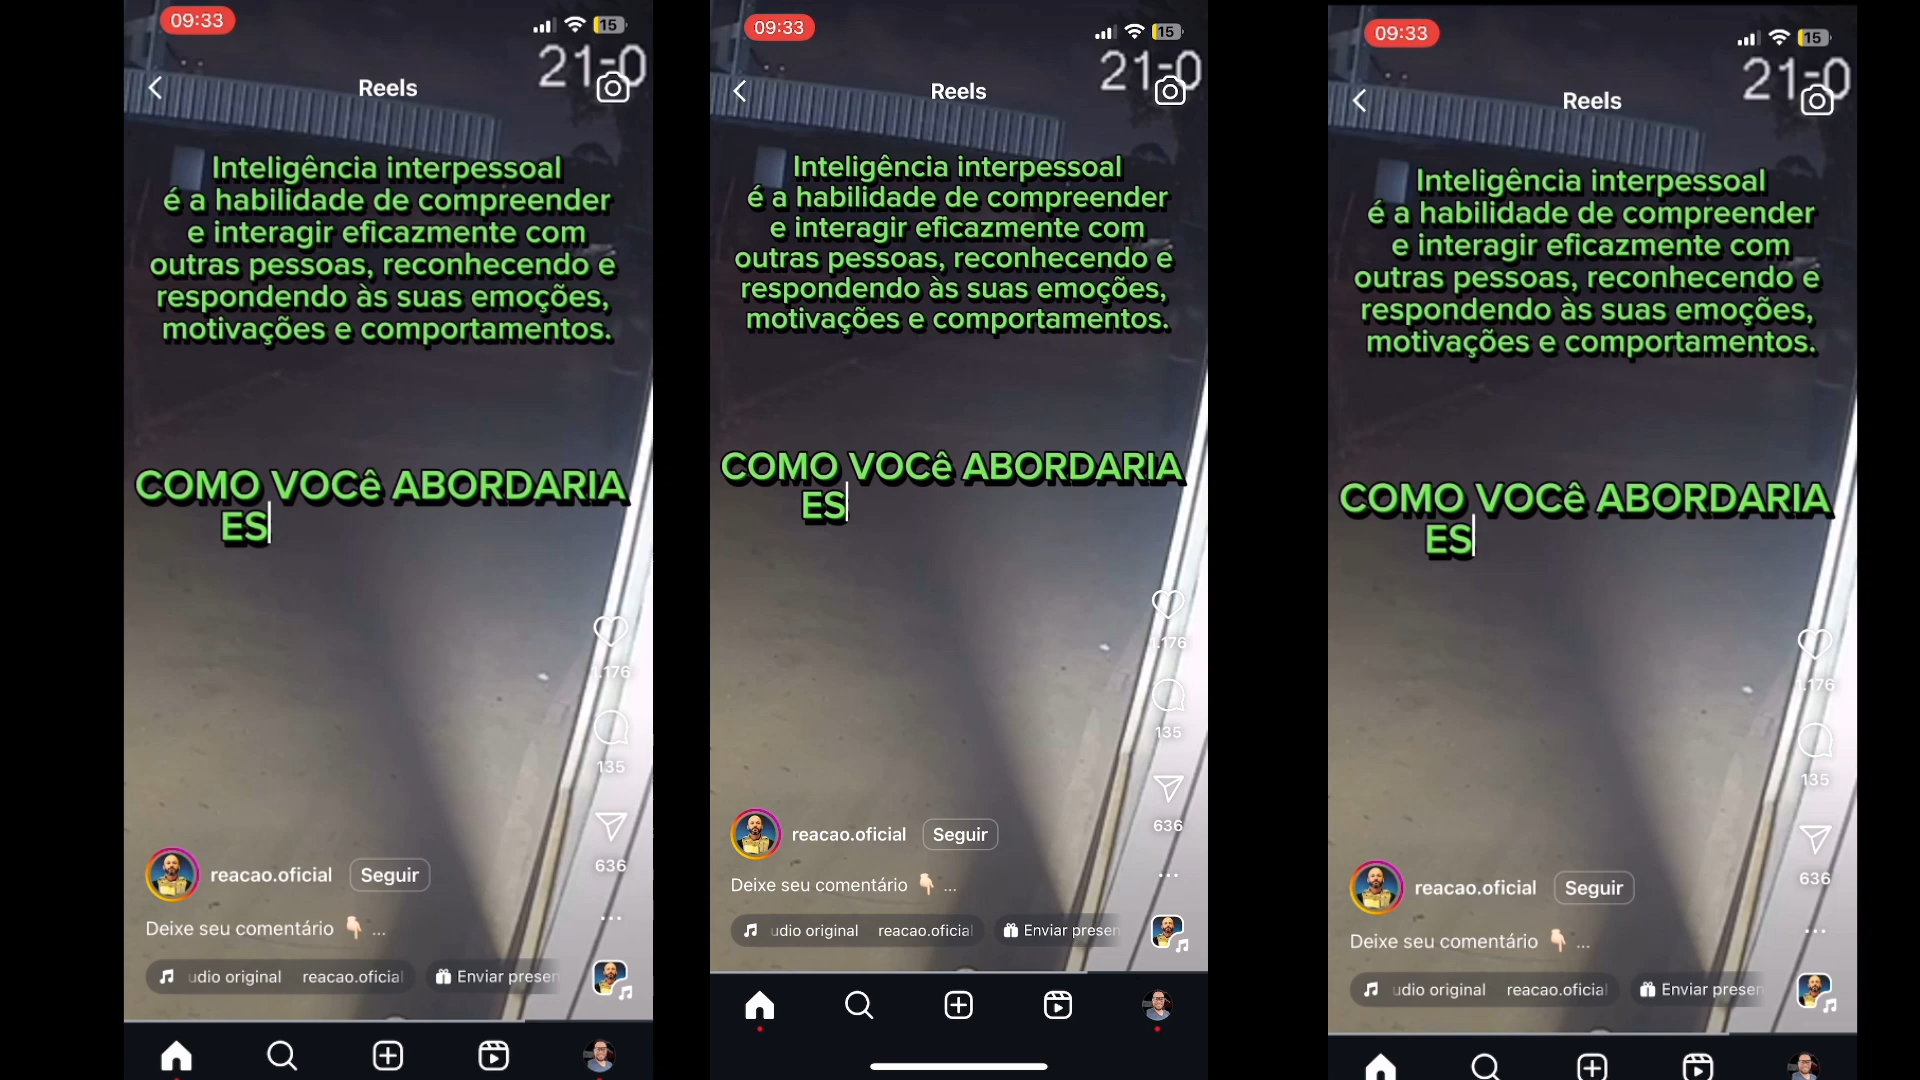 09:33
15
21-0
Reels
Inteligência interpessoal
é a habilidade de compreender
e interagir eficazmente com
outras pessoas, reconhecendo e
respondendo às suas emoções,
motivações e comportamentos.
COMO VOCê ABORDARIA
ES
1.176
135
636
reacao.oficial
Seguir
Deixe seu comentário 👇🏻 ...
udio original reacao.oficial
Enviar presen
09:33
15
21-0
Reels
Inteligência interpessoal
é a habilidade de compreender
e interagir eficazmente com
outras pessoas, reconhecendo e
respondendo às suas emoções,
motivações e comportamentos.
COMO VOCê ABORDARIA
ES
1.176
135
636
reacao.oficial
Seguir
Deixe seu comentário 👇🏻 ...
udio original reacao.oficial
Enviar presen
09:33
15
21-0
Reels
Inteligência interpessoal
é a habilidade de compreender
e interagir eficazmente com
outras pessoas, reconhecendo e
respondendo às suas emoções,
motivações e comportamentos.
COMO VOCê ABORDARIA
ES
1.176
135
636
reacao.oficial
Seguir
Deixe seu comentário 👇🏻 ...
udio original reacao.oficial
Enviar presen